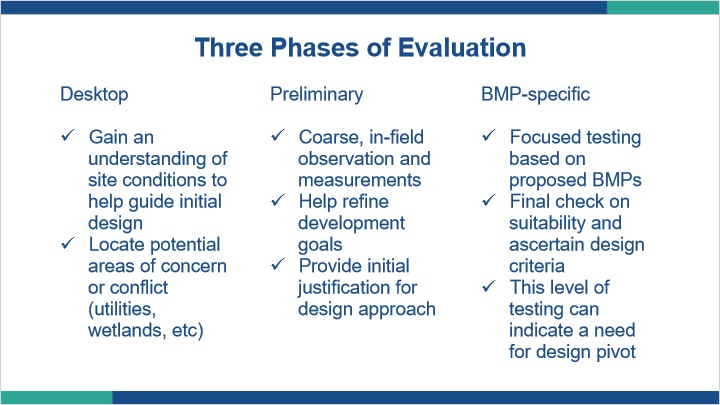 Three Phases of Evaluation
Desktop
✓ Gain an
understanding of
site conditions to
help guide initial
design
✓ Locate potential
areas of concern
or conflict
(utilities,
wetlands, etc)
Preliminary
✓ Coarse, in-field
observation and
measurements
✓ Help refine
development
goals
✓ Provide initial
justification for
design approach
BMP-specific
✓ Focused testing
based on
proposed BMPs
✓ Final check on
suitability and
ascertain design
criteria
✓ This level of
testing can
indicate a need
for design pivot